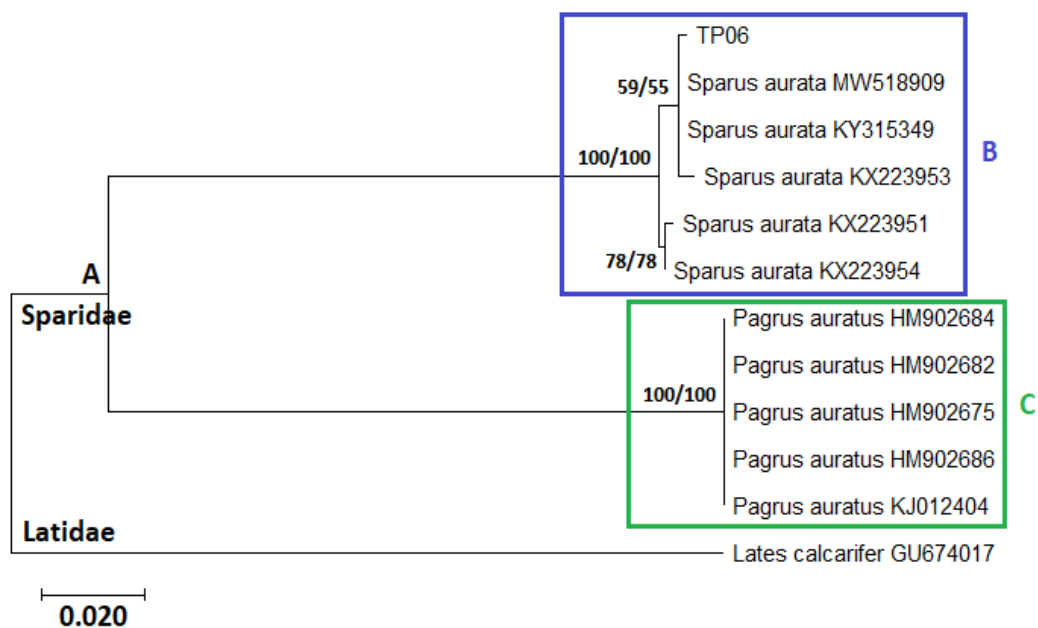 TP06
59/55
Sparus aurata MW518909
Sparus aurata KY315349
B
100/100
Sparus aurata KX223953
Sparus aurata KX223951
78/78
Sparus aurata KX223954
A
Sparidae
Pagrus auratus HM902684
Pagrus auratus HM902682
100/100
Pagrus auratus HM902675
C
Pagrus auratus HM902686
Pagrus auratus KJ012404
Latidae
Lates calcarifer GU674017
0.020